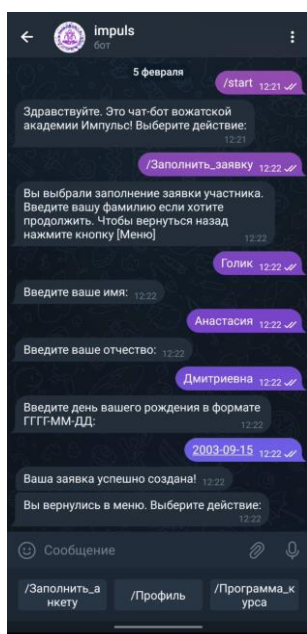 impuls
бот
5 февраля
/start 12:21
Здравствуйте. Это чат-бот вожатской
академии Импульс! Выберите действие:
12:21
/Заполнить_заявку 12:22
Вы выбрали заполнение заявки участника.
Введите вашу фамилию если хотите
продолжить. Чтобы вернуться назад
нажмите кнопку [Меню]
12:22
Голик 12:22
Введите ваше имя: 12:22
Анастасия 12:22
Введите ваше отчество: 12:22
Дмитриевна 12:22
Введите день вашего рождения в формате
ГГГГ-ММ-ДД:
12:22
2003-09-15 12:22
Ваша заявка успешно создана! 12:22
Вы вернулись в меню. Выберите действие:
12:22
Сообщение
/Заполнить_а
нкету
/Профиль
/Программа_к
урса